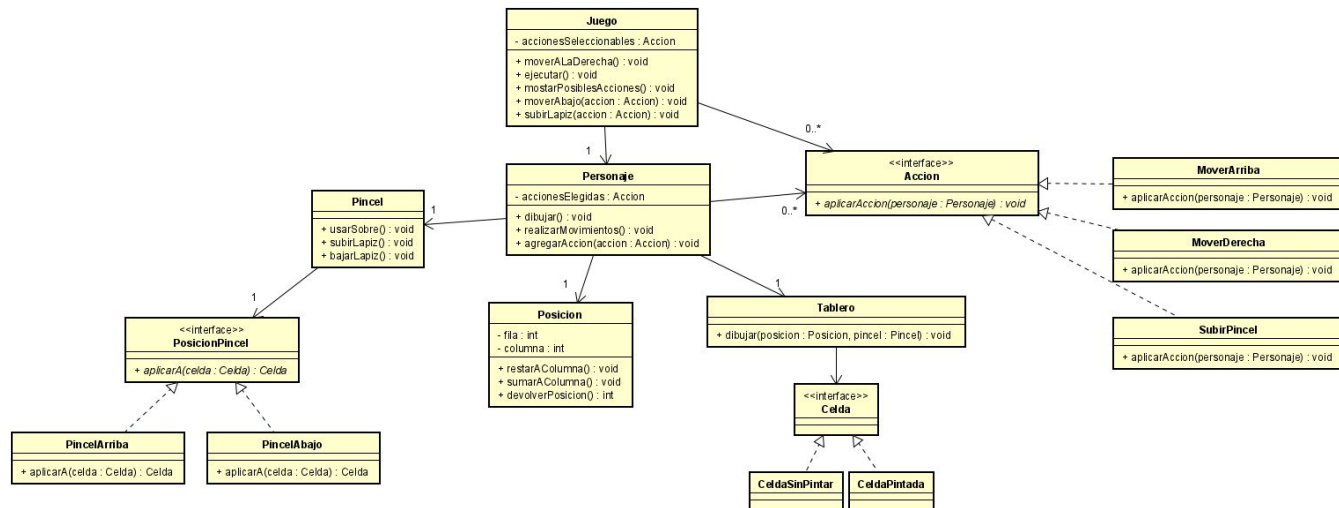 Juego
- accionesSeleccionables : Accion
+ moverALaDerecha() : void
+ ejecutar() : void
+ mostarPosiblesAcciones() : void
+ moverAbajo(accion : Accion) : void
+ subirLapiz(accion : Accion) : void
0..*
1
<<interface>>
Accion
+ aplicarAccion(personaje : Personaje) : void
MoverArriba
+ aplicarAccion(personaje : Personaje) : void
Personaje
- accionesElegidas : Accion
+ dibujar() : void
+ realizarMovimientos() : void
+ agregarAccion(accion : Accion) : void
0..*
1
Pincel
+ usarSobre() : void
+ subirLapiz() : void
+ bajarLapiz() : void
MoverDerecha
+ aplicarAccion(personaje : Personaje) : void
1
1
1
<<interface>>
PosicionPincel
+ aplicarA(celda : Celda) : Celda
Posicion
- fila : int
- columna : int
+ restarAColumna() : void
+ sumarAColumna() : void
+ devolverPosicion() : int
Tablero
+ dibujar(posicion : Posicion, pincel : Pincel) : void
SubirPincel
+ aplicarAccion(personaje : Personaje) : void
<<interface>>
Celda
PincelArriba
+ aplicarA(celda : Celda) : Celda
PincelAbajo
+ aplicarA(celda : Celda) : Celda
CeldaSinPintar
CeldaPintada